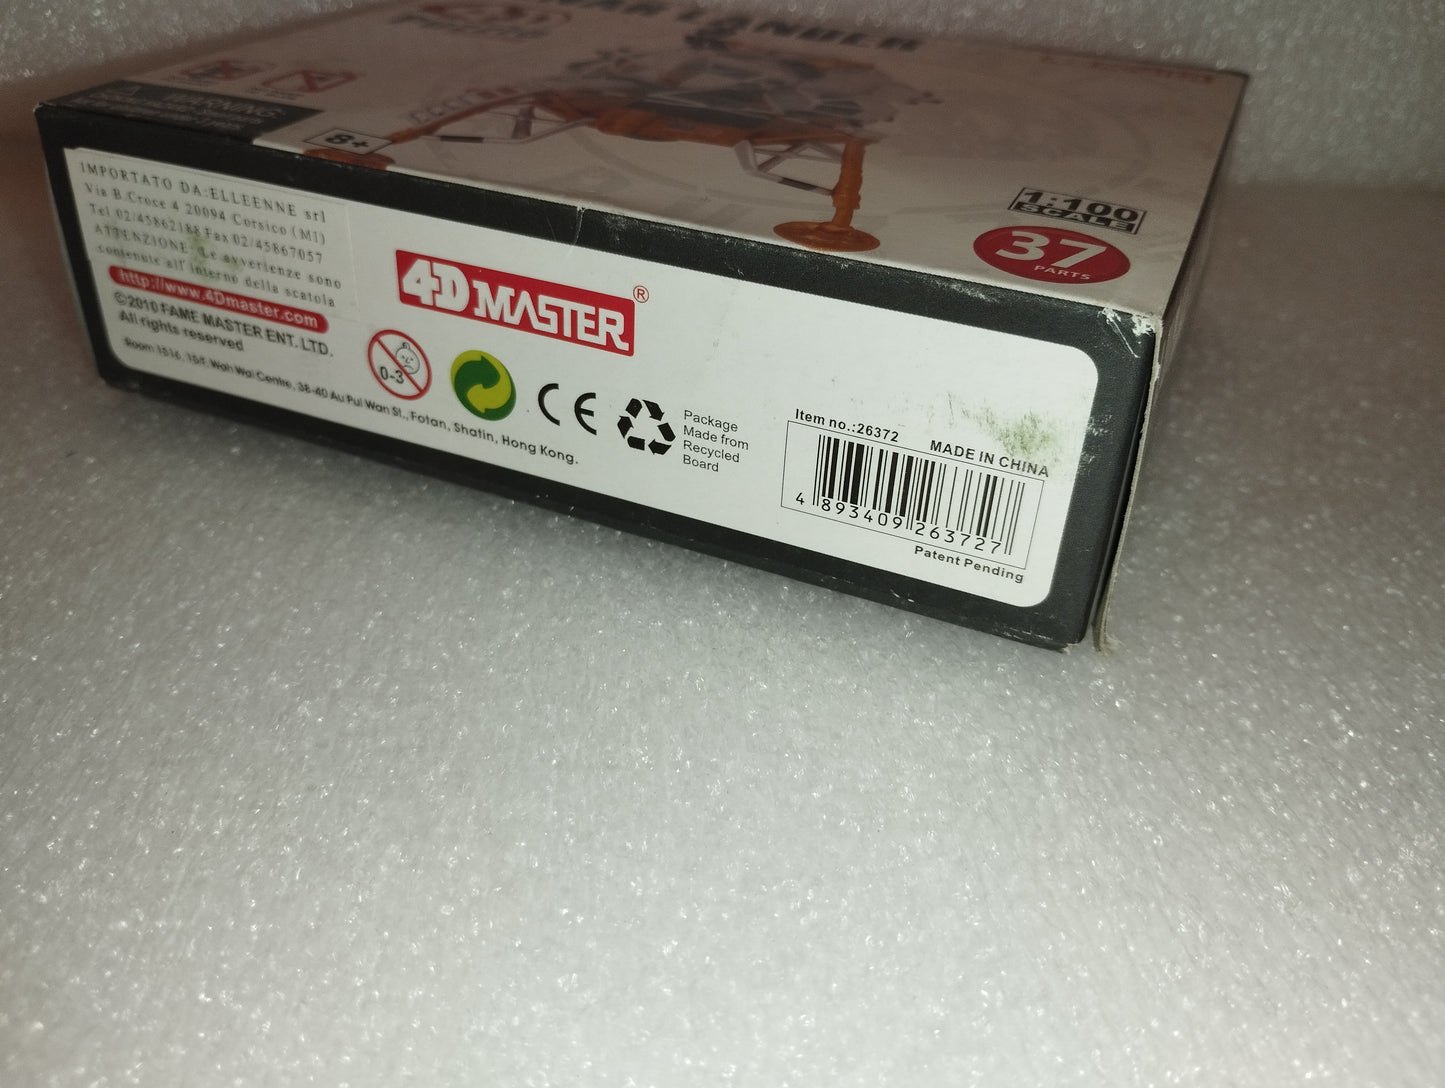 LANDER
WARNING:
8+
1:100
SCALE
37
PARTS
IMPORTATO DA:ELLEENNE srl
Via B.Croce 4 20094 Corsico (MI)
Tel 02/45862188 Fax 02/45867057
ATTENZIONE: Le avvertenze sono
contenute all'interno della scatola
http://www.4Dmaster.com
©2010 FAME MASTER ENT. LTD.
All rights reserved
Room 1516, 15/F, Wah Wai Centre, 38-40 Au Pui Wan St., Fotan, Shatin, Hong Kong.
4D MASTER ®
0-3
CE
Package
Made from
Recycled
Board
Item no.:26372
MADE IN CHINA
4 893409 263727
Patent Pending